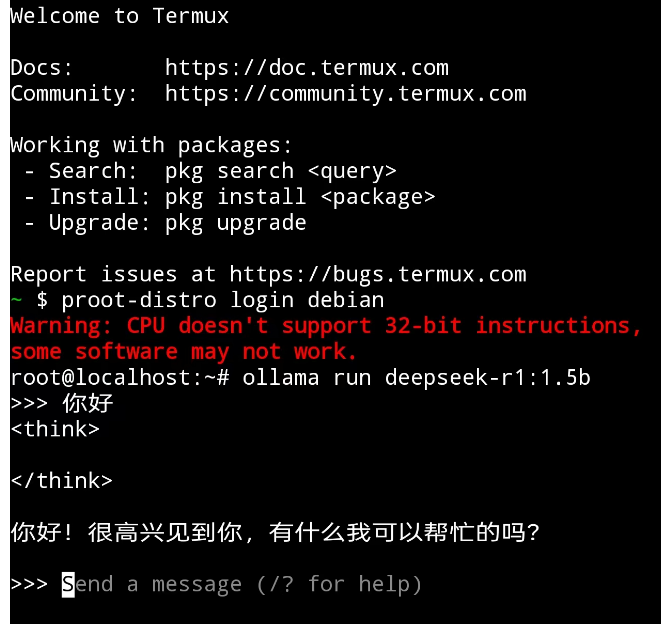 Welcome to Termux
Docs:       https://doc.termux.com
Community:  https://community.termux.com
Working with packages:
 - Search:  pkg search <query>
 - Install: pkg install <package>
 - Upgrade: pkg upgrade
Report issues at https://bugs.termux.com
~ $ proot-distro login debian
Warning: CPU doesn't support 32-bit instructions,
some software may not work.
root@localhost:~# ollama run deepseek-r1:1.5b
>>> 你好
<think>
</think>
你好！很高兴见到你，有什么我可以帮忙的吗？
>>> Send a message (/? for help)